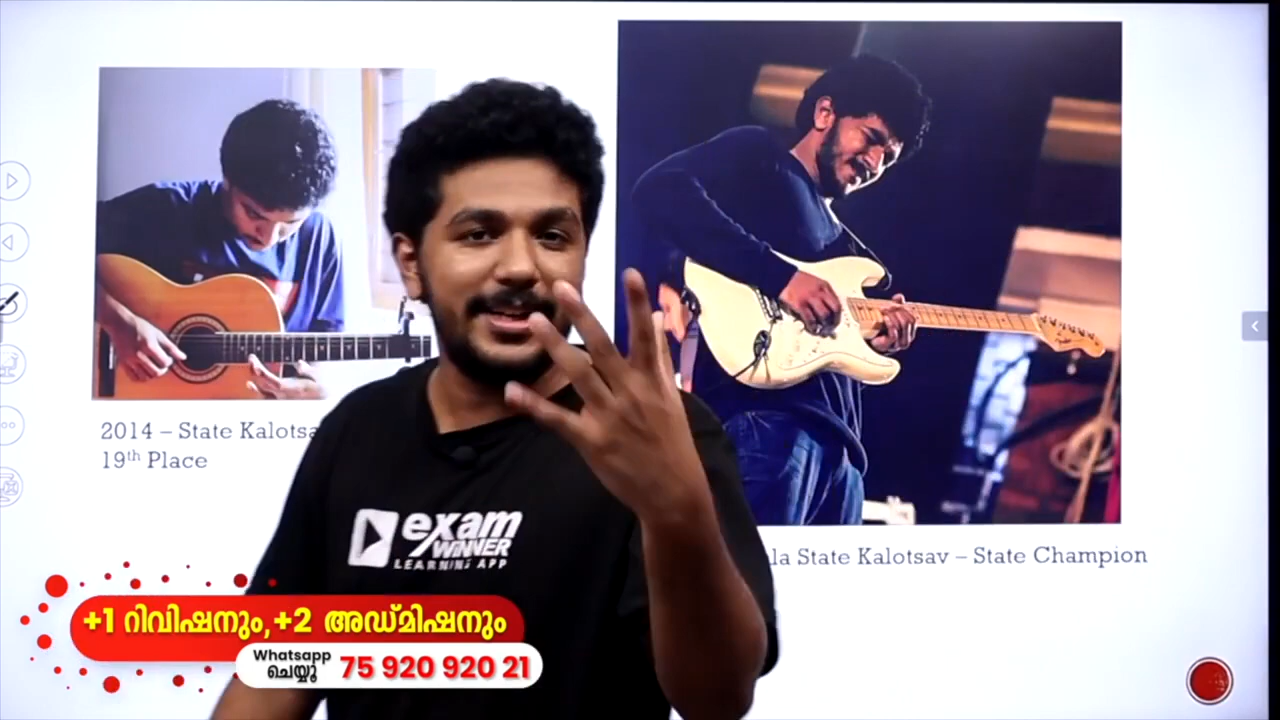 2014 – State Kalotsa
19th Place
State Kalotsav – State Champion
exam
WINNER
LEARNING APP
+1 റിവിഷനും, +2 അഡ്മിഷനും
Whatsapp
ചെയ്യൂ
75 920 920 21